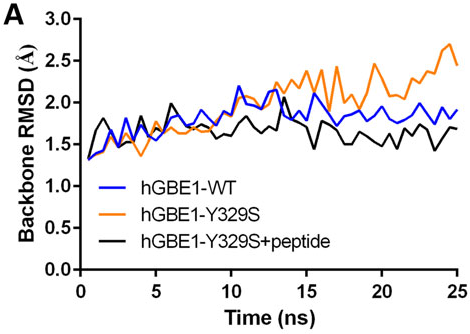 A
Backbone RMSD (Å)
3.0
2.5
2.0
1.5
1.0
0.5
0.0
hGBE1-WT
hGBE1-Y329S
hGBE1-Y329S+peptide
0 5 10 15 20 25
Time (ns)